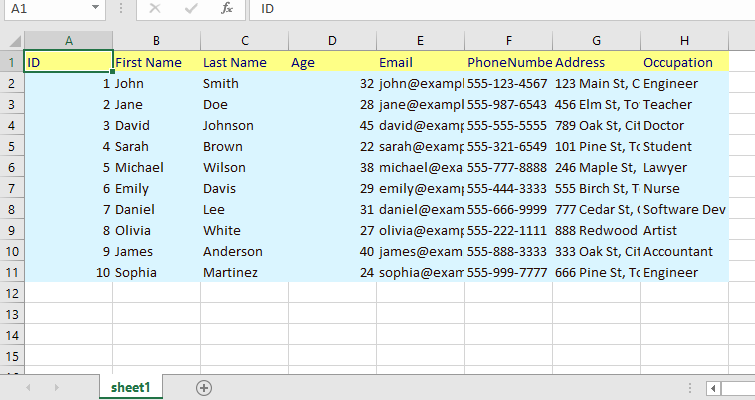 A1 fx ID
A B C D E F G H
1 ID First Name Last Name Age Email PhoneNumbe Address Occupation
2 1 John Smith 32 john@exampl 555-123-4567 123 Main St, C Engineer
3 2 Jane Doe 28 jane@examp 555-987-6543 456 Elm St, To Teacher
4 3 David Johnson 45 david@examp 555-555-5555 789 Oak St, Cit Doctor
5 4 Sarah Brown 22 sarah@examp 555-321-6549 101 Pine St, To Student
6 5 Michael Wilson 38 michael@exa 555-777-8888 246 Maple St, Lawyer
7 6 Emily Davis 29 emily@examp 555-444-3333 555 Birch St, T Nurse
8 7 Daniel Lee 31 daniel@exam 555-666-9999 777 Cedar St, Software Dev
9 8 Olivia White 27 olivia@examp 555-222-1111 888 Redwood Artist
10 9 James Anderson 40 james@exam 555-888-3333 333 Oak St, Cit Accountant
11 10 Sophia Martinez 24 sophia@exam 555-999-7777 666 Pine St, To Engineer
12
13
14
15
sheet1